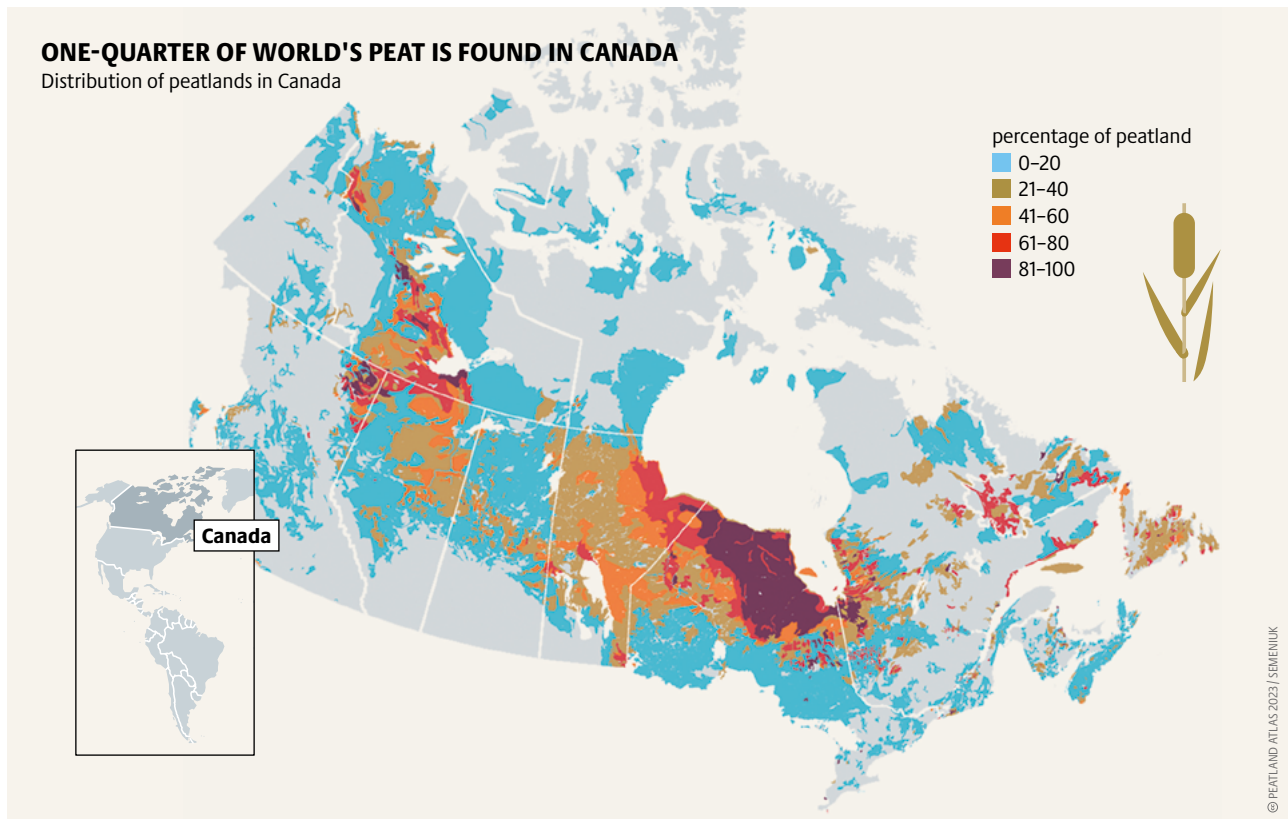 ONE-QUARTER OF WORLD'S PEAT IS FOUND IN CANADA
Distribution of peatlands in Canada
percentage of peatland
0–20
21–40
41–60
61–80
81–100
Canada
© PEATLAND ATLAS 2023 / SEMENIUK